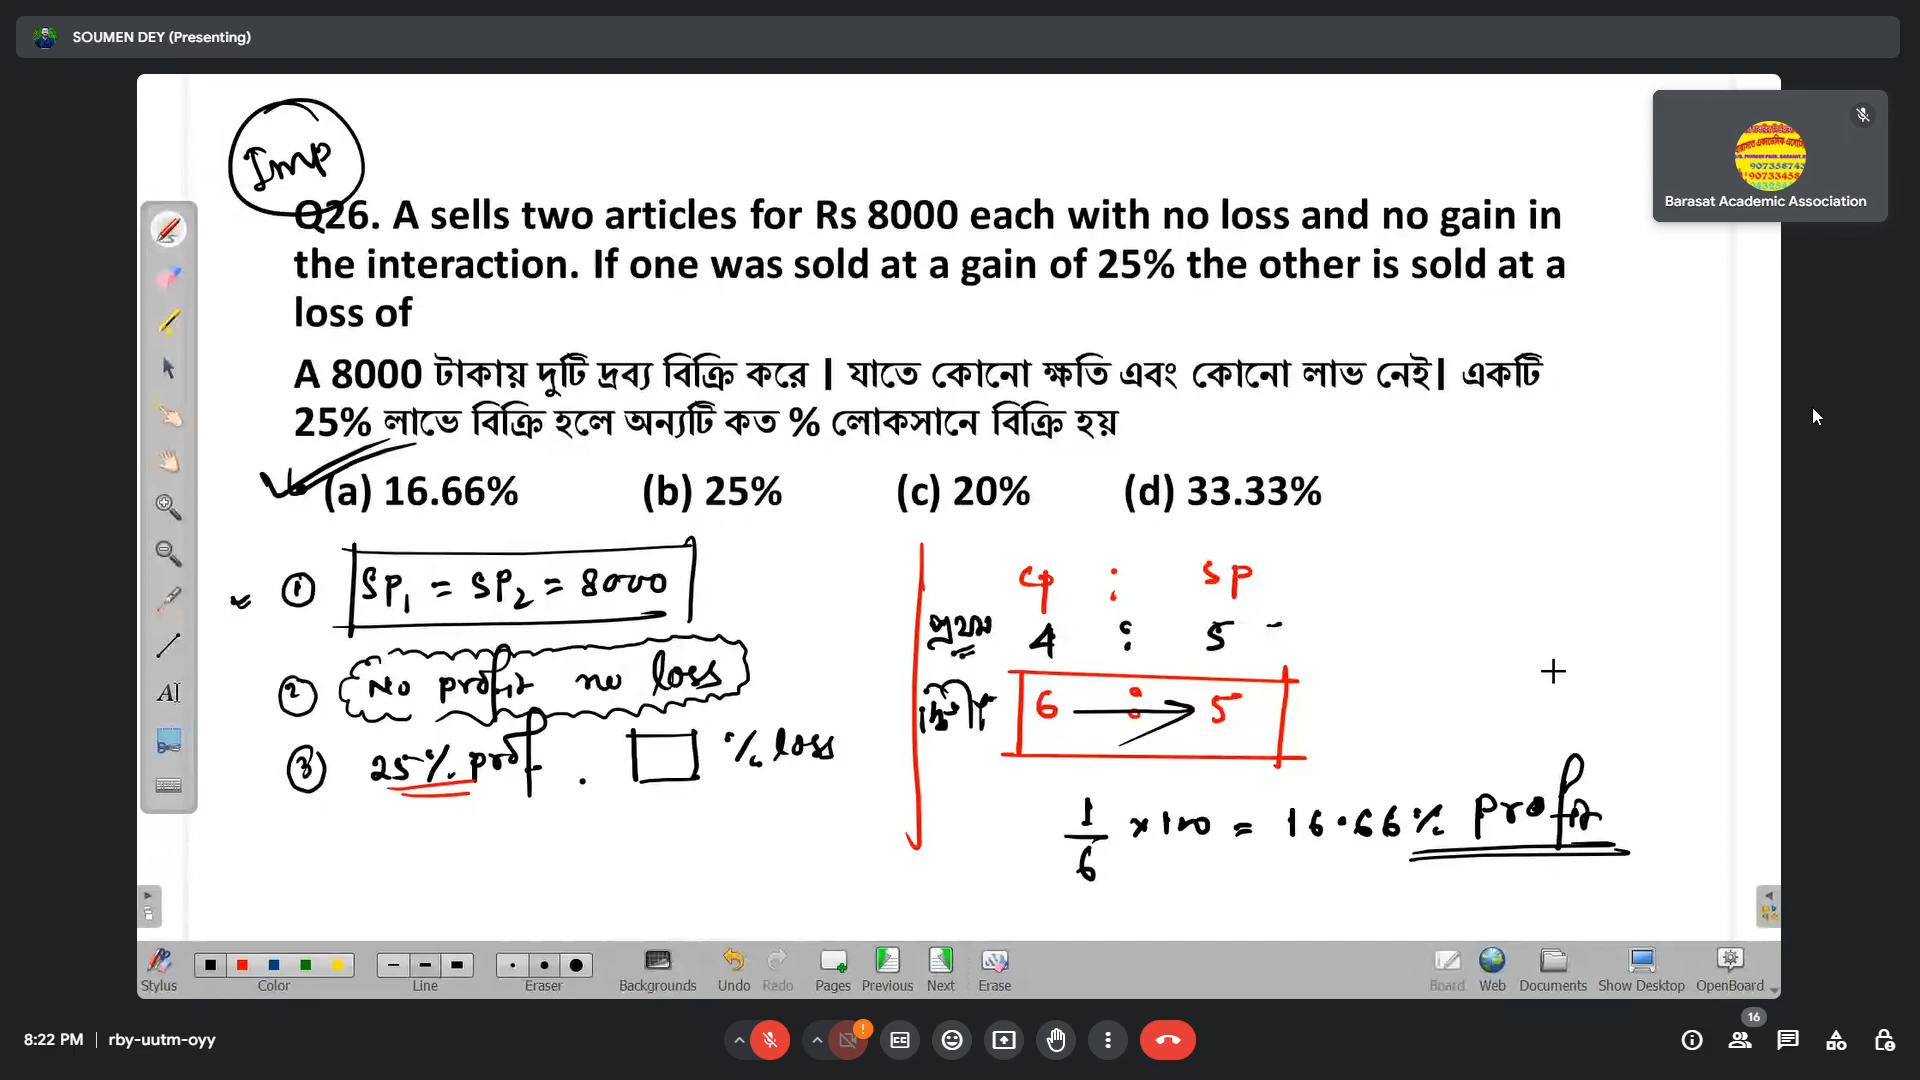 SOUMEN DEY (Presenting)
Imp
Q26. A sells two articles for Rs 8000 each with no loss and no gain in
the interaction. If one was sold at a gain of 25% the other is sold at a
loss of
A 8000 টাকায় দুটি দ্রব্য বিক্রি করে | যাতে কোনো ক্ষতি এবং কোনো লাভ নেই| একটি
25% লাভে বিক্রি হলে অন্যটি কত % লোকসানে বিক্রি হয়
(a) 16.66% (b) 25% (c) 20% (d) 33.33%
① SP₁ = SP₂ = 8000
② No profit no loss
③ 25% prof . % loss
CP : SP
প্রথম 4 : 5
6 : 5
1/6 × 100 = 16.66% Profit
Barasat Academic Association
Stylus Color Line Eraser Backgrounds Undo Redo Pages Previous Next Erase Board Web Documents Show Desktop OpenBoard
8:22 PM | rby-uutm-oyy
16